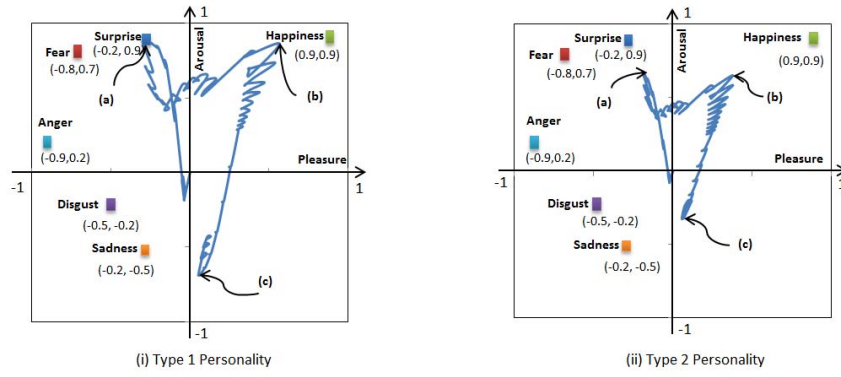 1
Surprise
(-0.2, 0.9)
Fear
(-0.8,0.7)
Arousal
Happiness
(0.9,0.9)
(a)
(b)
Anger
(-0.9,0.2)
Pleasure
-1
1
Disgust
(-0.5, -0.2)
Sadness
(-0.2, -0.5)
(c)
-1
(i) Type 1 Personality
1
Surprise
(-0.2, 0.9)
Fear
(-0.8,0.7)
Arousal
Happiness
(0.9,0.9)
(a)
(b)
Anger
(-0.9,0.2)
Pleasure
-1
1
Disgust
(-0.5, -0.2)
Sadness
(-0.2, -0.5)
(c)
-1
(ii) Type 2 Personality